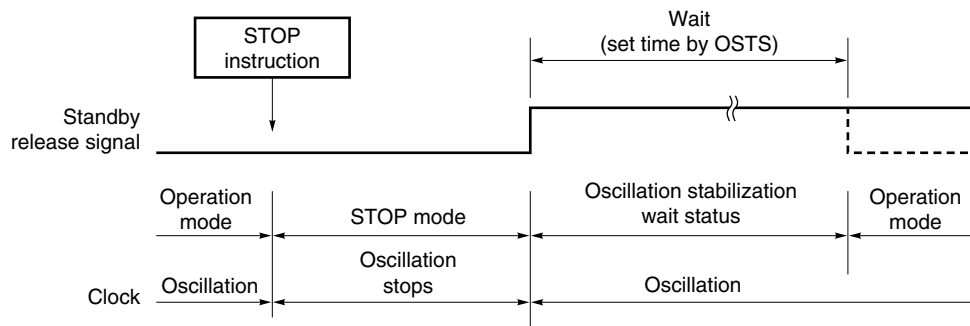 Wait
(set time by OSTS)
STOP
instruction
Standby
release signal
Operation
mode
STOP mode
Oscillation stabilization
wait status
Operation
mode
Clock
Oscillation
Oscillation
stops
Oscillation